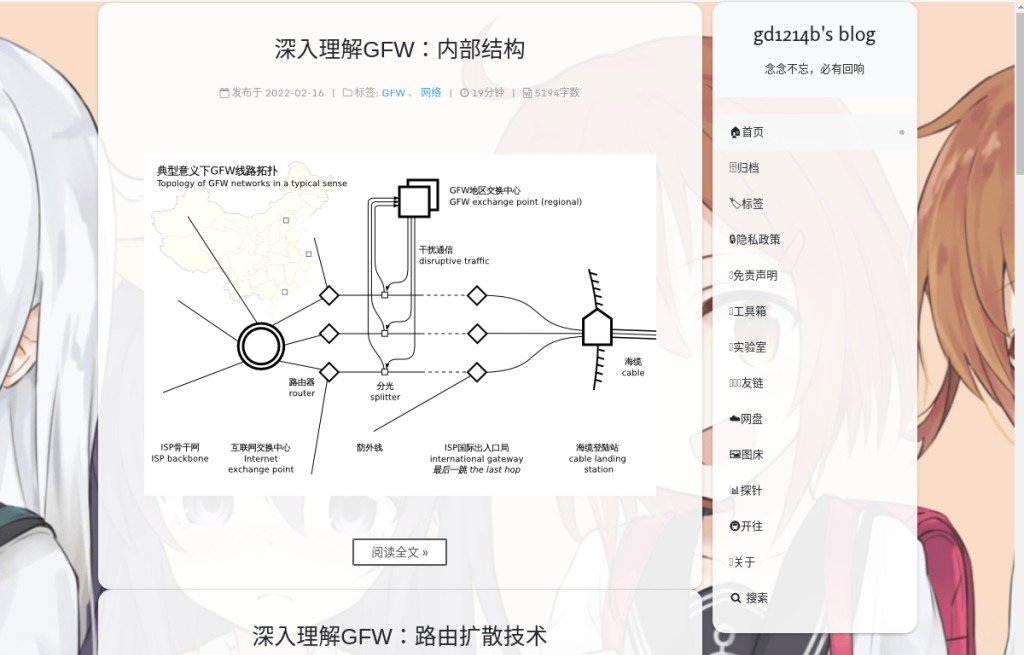 深入理解GFW：内部结构
发布于 2022-02-16 | 标签: GFW 、 网络 | 19分钟 | 5194字数
典型意义下GFW线路拓扑
Topology of GFW networks in a typical sense
GFW地区交换中心
GFW exchange point (regional)
干扰通信
disruptive traffic
路由器
router
分光
splitter
海缆
cable
ISP骨干网
ISP backbone
互联网交换中心
Internet
exchange point
防外线
ISP国际出入口局
international gateway
最后一跳 the last hop
海缆登陆站
cable landing
station
阅读全文 »
深入理解GFW：路由扩散技术
gd1214b's blog
念念不忘，必有回响
首页
归档
标签
隐私政策
免责声明
工具箱
实验室
友链
网盘
图床
探针
开往
关于
搜索